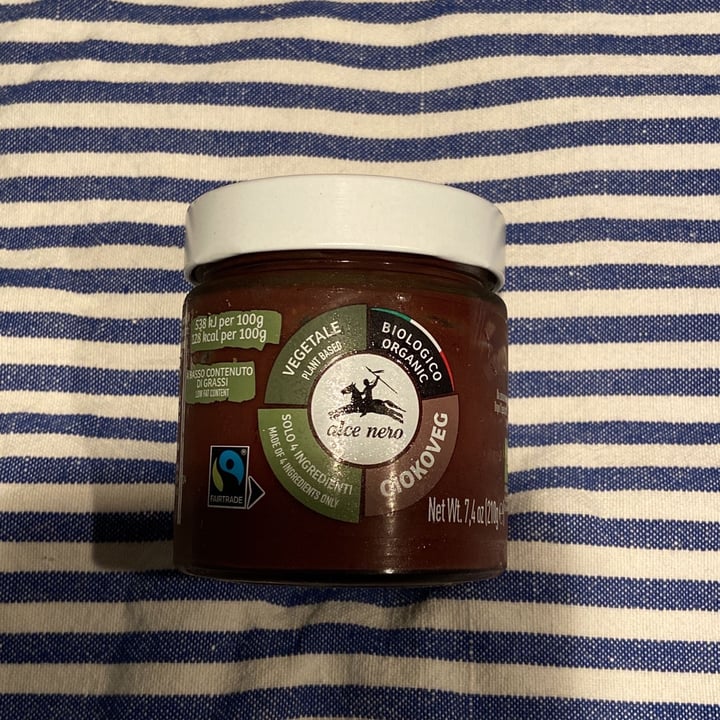 538 kJ per 100g
128 kcal per 100g
BASSO CONTENUTO
DI GRASSI
LOW FAT CONTENT
VEGETALE
PLANT BASED
BIOLOGICO
ORGANIC
alce nero
SOLO 4 INGREDIENTI
MADE OF 4 INGREDIENTS ONLY
CIOKOVEG
FAIRTRADE
Net Wt. 7,4 oz (210g